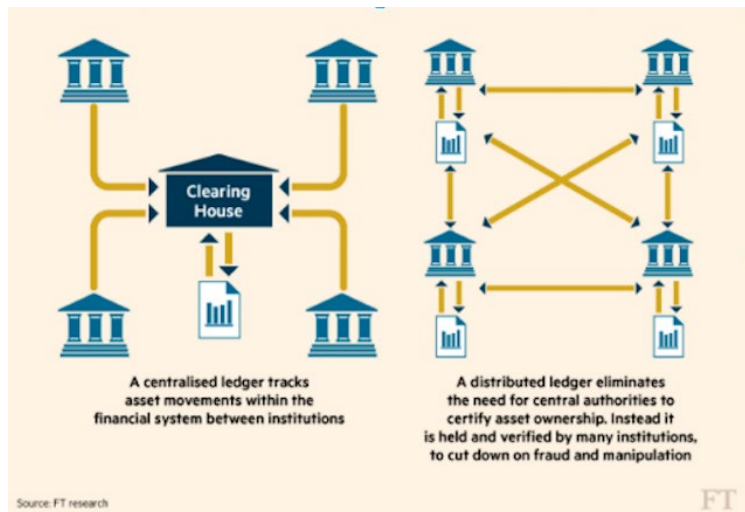 Clearing
House
A centralised ledger tracks
asset movements within the
financial system between institutions
A distributed ledger eliminates
the need for central authorities to
certify asset ownership. Instead it
is held and verified by many institutions,
to cut down on fraud and manipulation
Source: FT research
FT